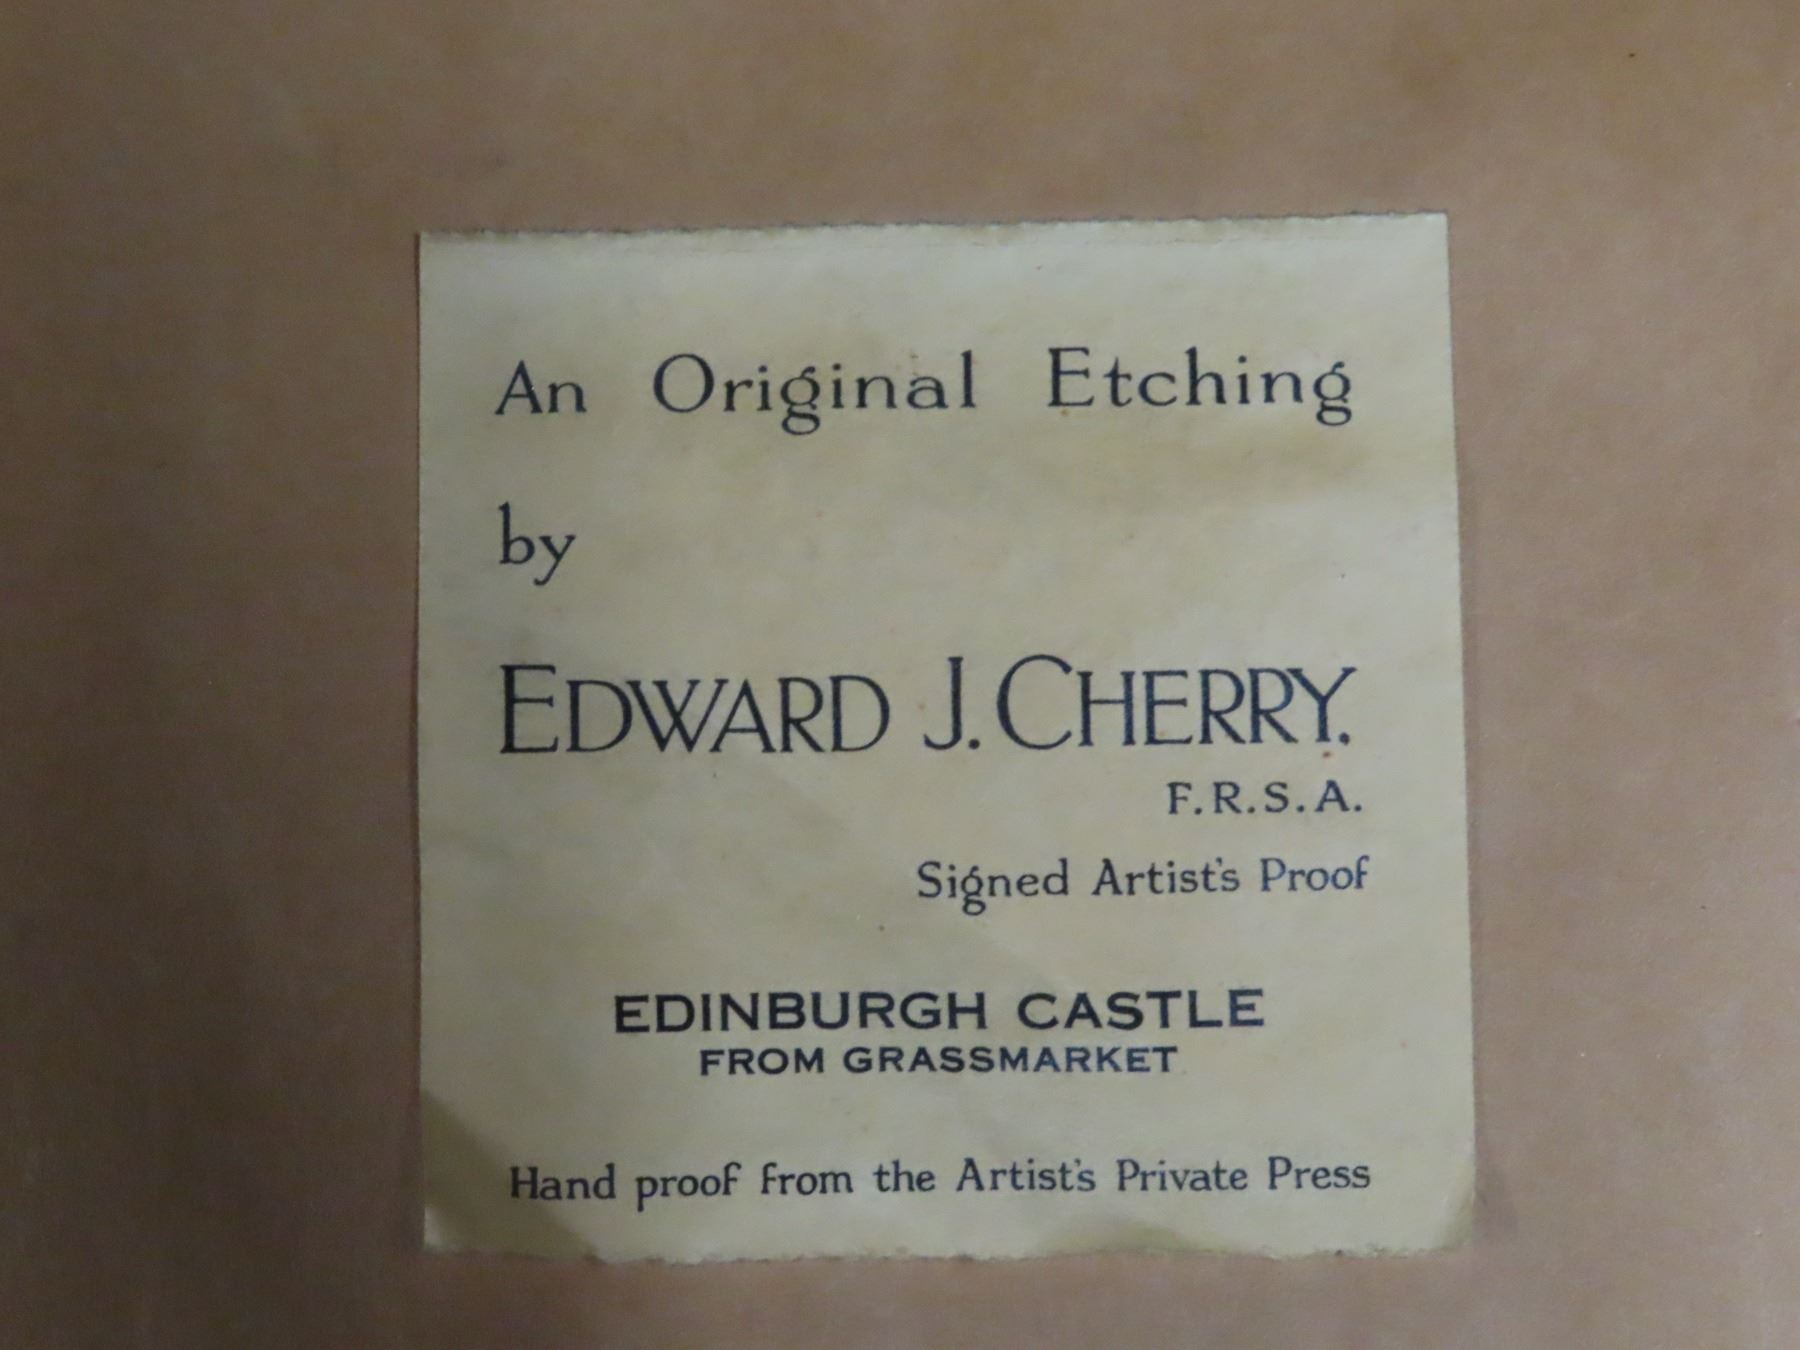 An Original Etching
by
EDWARD J. CHERRY.
F.R.S.A.
Signed Artist's Proof
EDINBURGH CASTLE
FROM GRASSMARKET
Hand proof from the Artist's Private Press